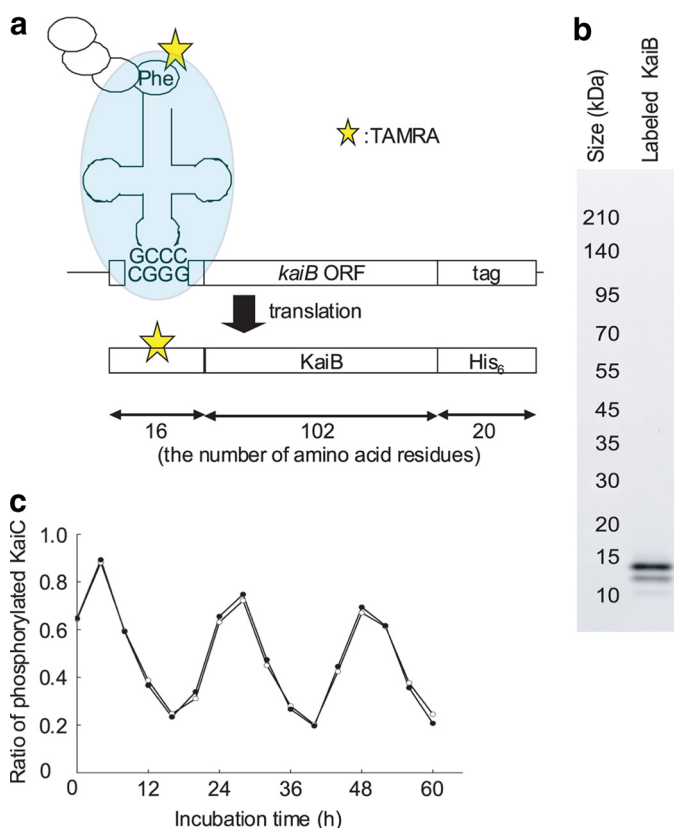 a
Phe
:TAMRA
GCCC
CGGG
kaiB ORF
tag
translation
KaiB
His6
16
102
20
(the number of amino acid residues)
b
Size (kDa)
Labeled KaiB
210
140
95
70
55
45
35
30
20
15
10
c
Ratio of phosphorylated KaiC
1.0
0.8
0.6
0.4
0.2
0
0
12
24
36
48
60
Incubation time (h)